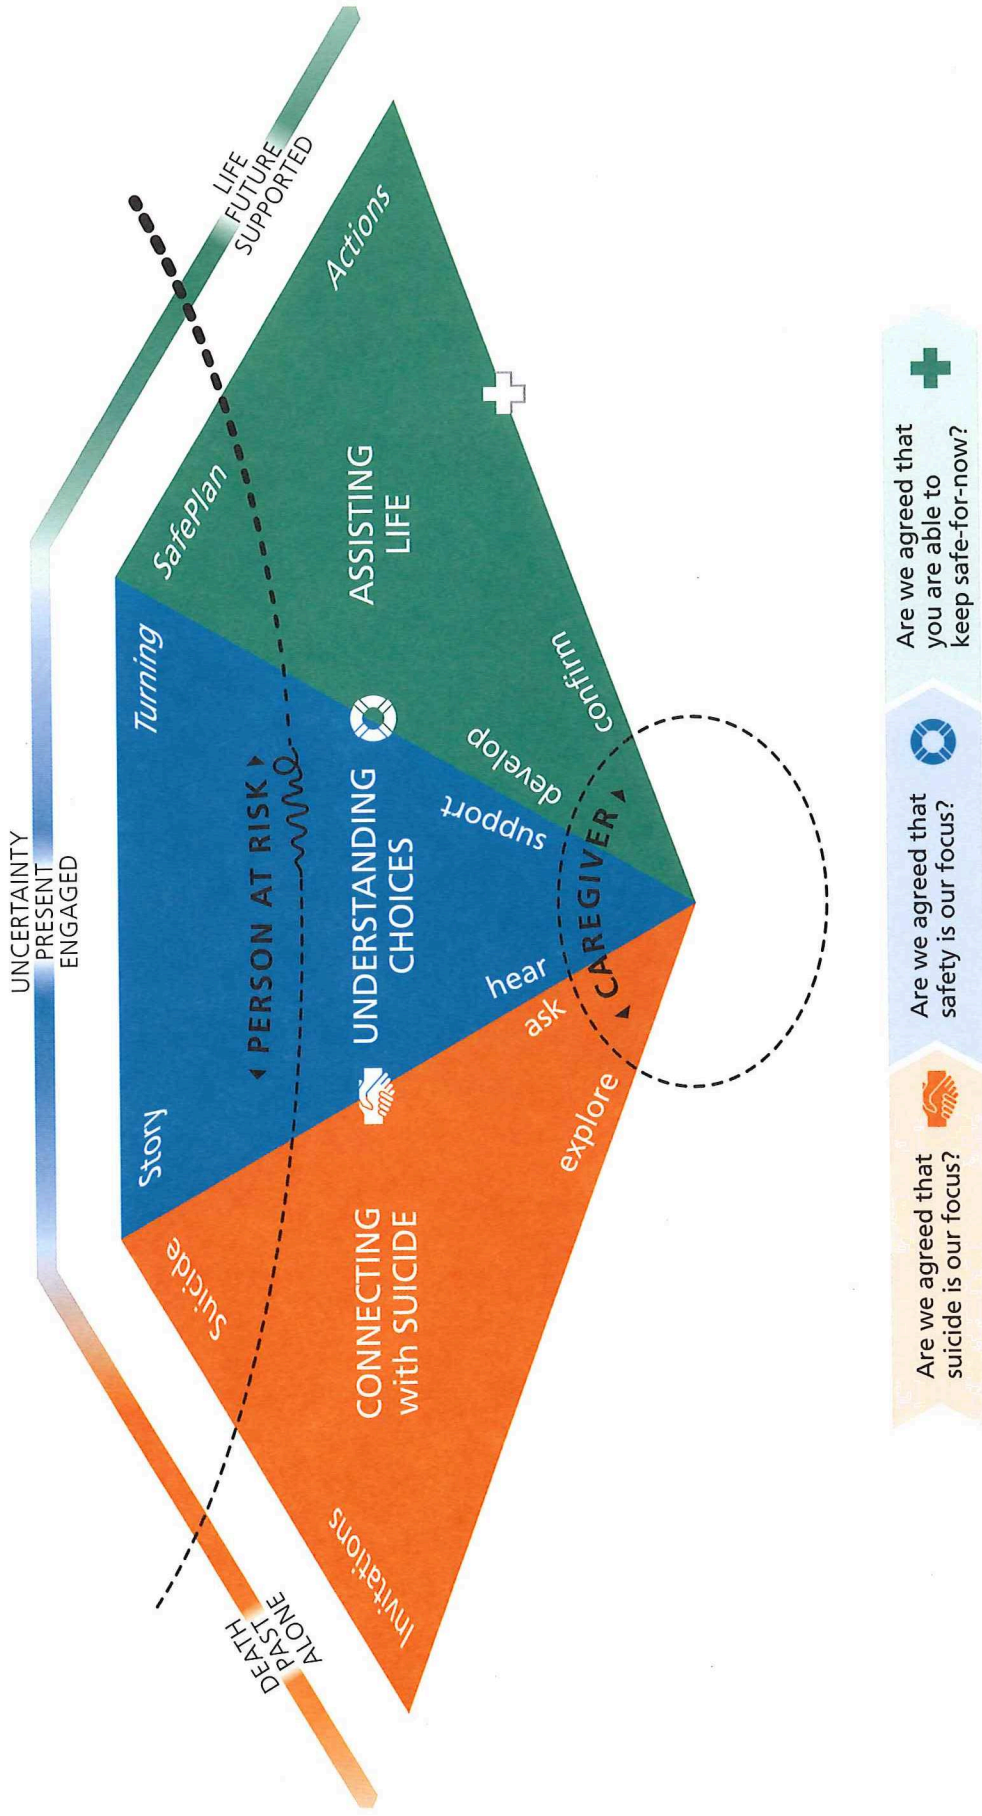 UNCERTAINTY
PRESENT
ENGAGED
DEATH
PAST
ALONE
LIFE
FUTURE
SUPPORTED
Invitations
Suicide
Story
Turning
SafePlan
Actions
PERSON AT RISK
CONNECTING
with SUICIDE
UNDERSTANDING
CHOICES
ASSISTING
LIFE
explore
ask
hear
support
develop
confirm
CAREGIVER
Are we agreed that
suicide is our focus?
Are we agreed that
safety is our focus?
Are we agreed that
you are able to
keep safe-for-now?